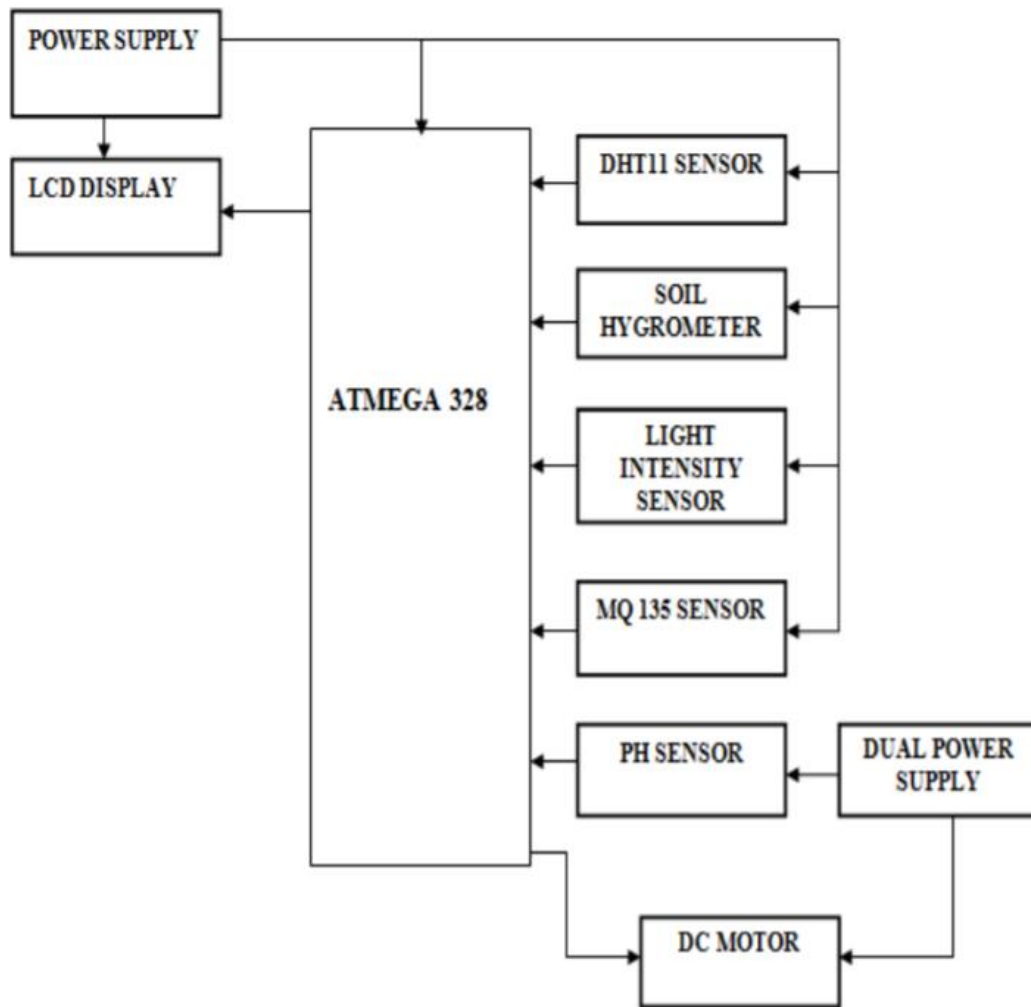 POWER SUPPLY
LCD DISPLAY
ATMEGA 328
DHT11 SENSOR
SOIL
HYGROMETER
LIGHT
INTENSITY
SENSOR
MQ 135 SENSOR
PH SENSOR
DUAL POWER
SUPPLY
DC MOTOR